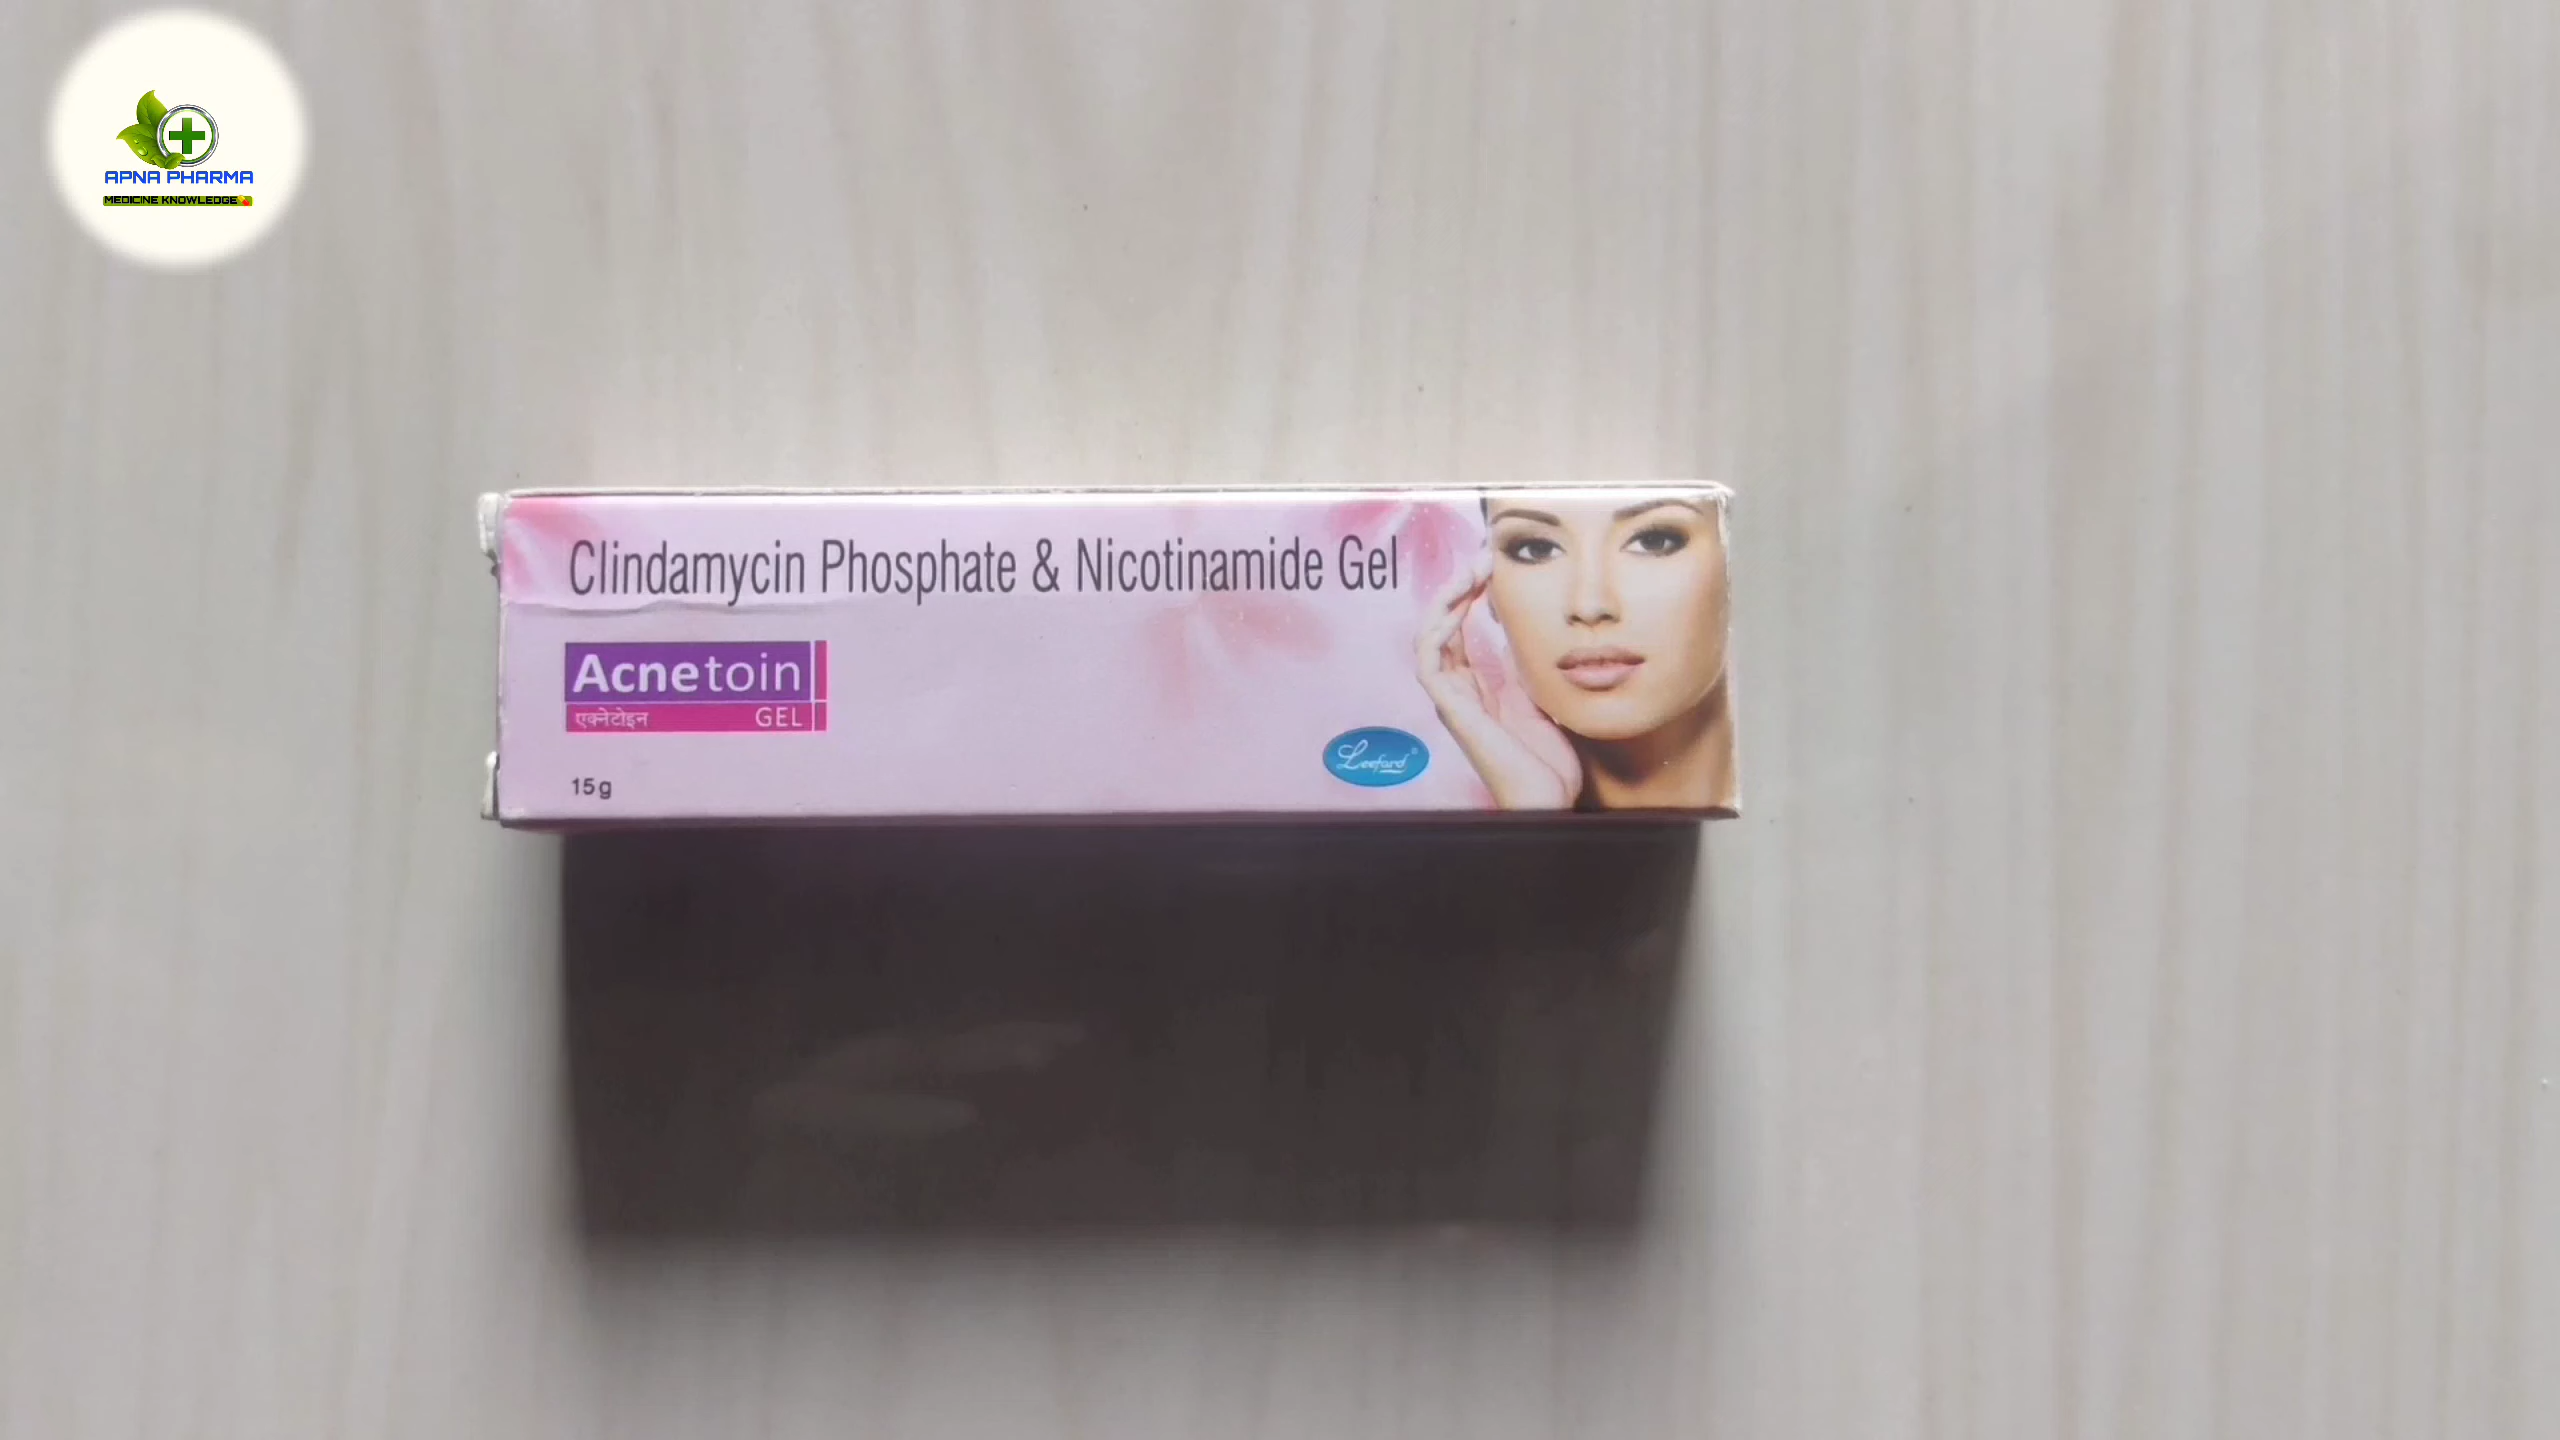 APNA PHARMA
MEDICINE KNOWLEDGE
Clindamycin Phosphate & Nicotinamide Gel
Acnetoin
एक्नेटोइन GEL
Leeford®
15g